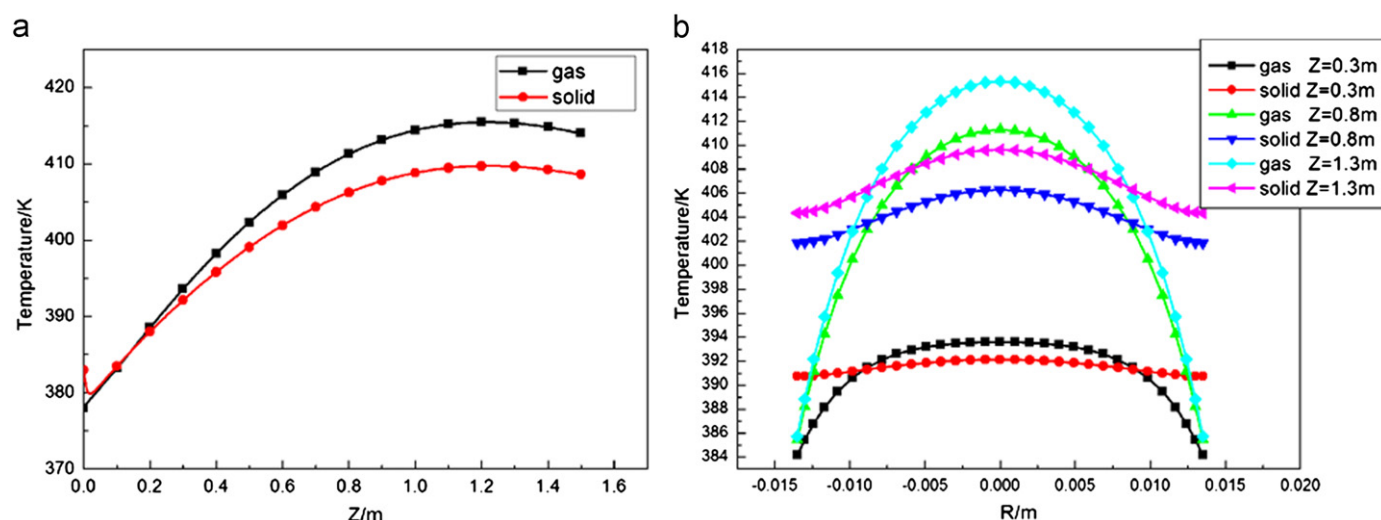 a
gas
solid
420
410
400
390
380
370
Temperature/K
0.0 0.2 0.4 0.6 0.8 1.0 1.2 1.4 1.6
Z/m
b
gas Z=0.3m
solid Z=0.3m
gas Z=0.8m
solid Z=0.8m
gas Z=1.3m
solid Z=1.3m
418
416
414
412
410
408
406
404
402
400
398
396
394
392
390
388
386
384
Temperature/K
-0.015 -0.010 -0.005 0.000 0.005 0.010 0.015 0.020
R/m